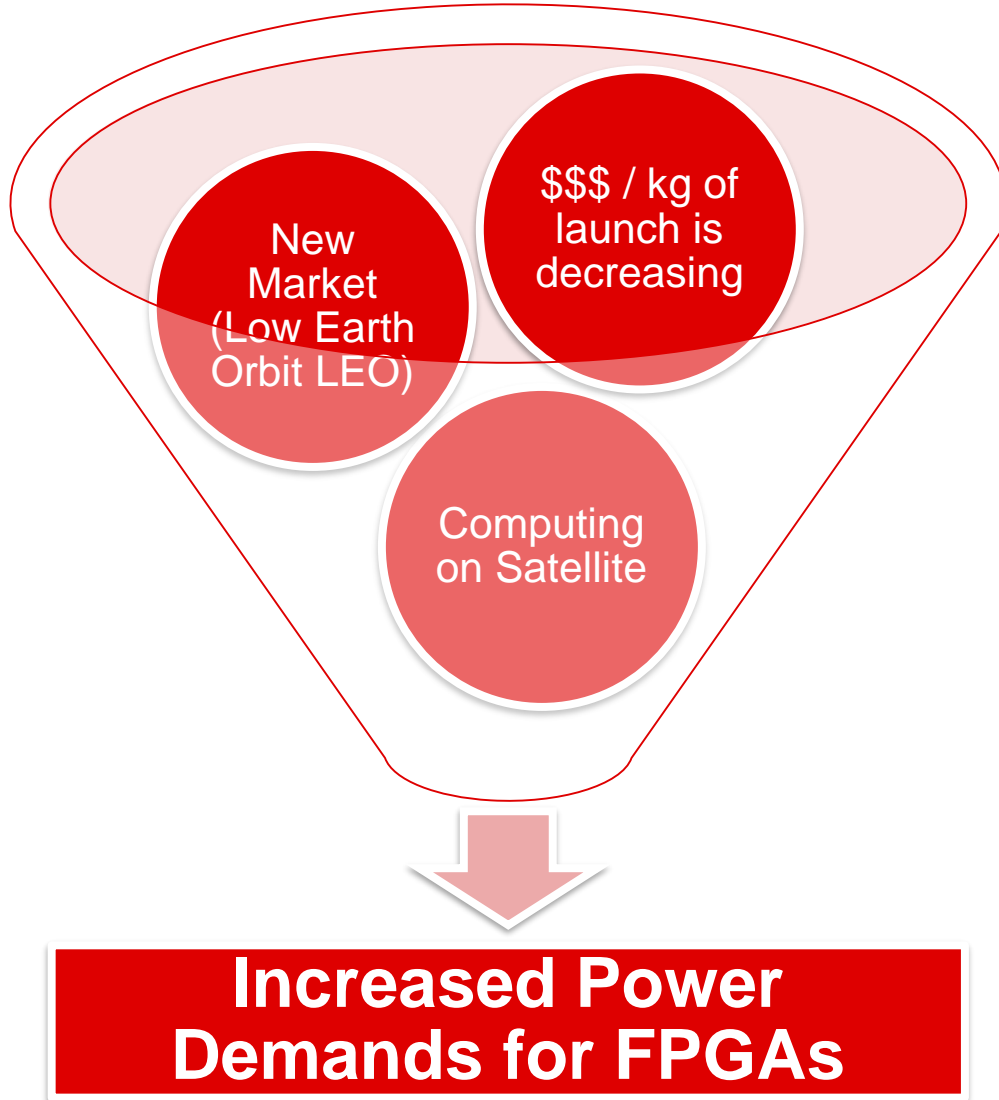 New
Market
(Low Earth
Orbit LEO)
$$$ / kg of
launch is
decreasing
Computing
on Satellite
Increased Power
Demands for FPGAs